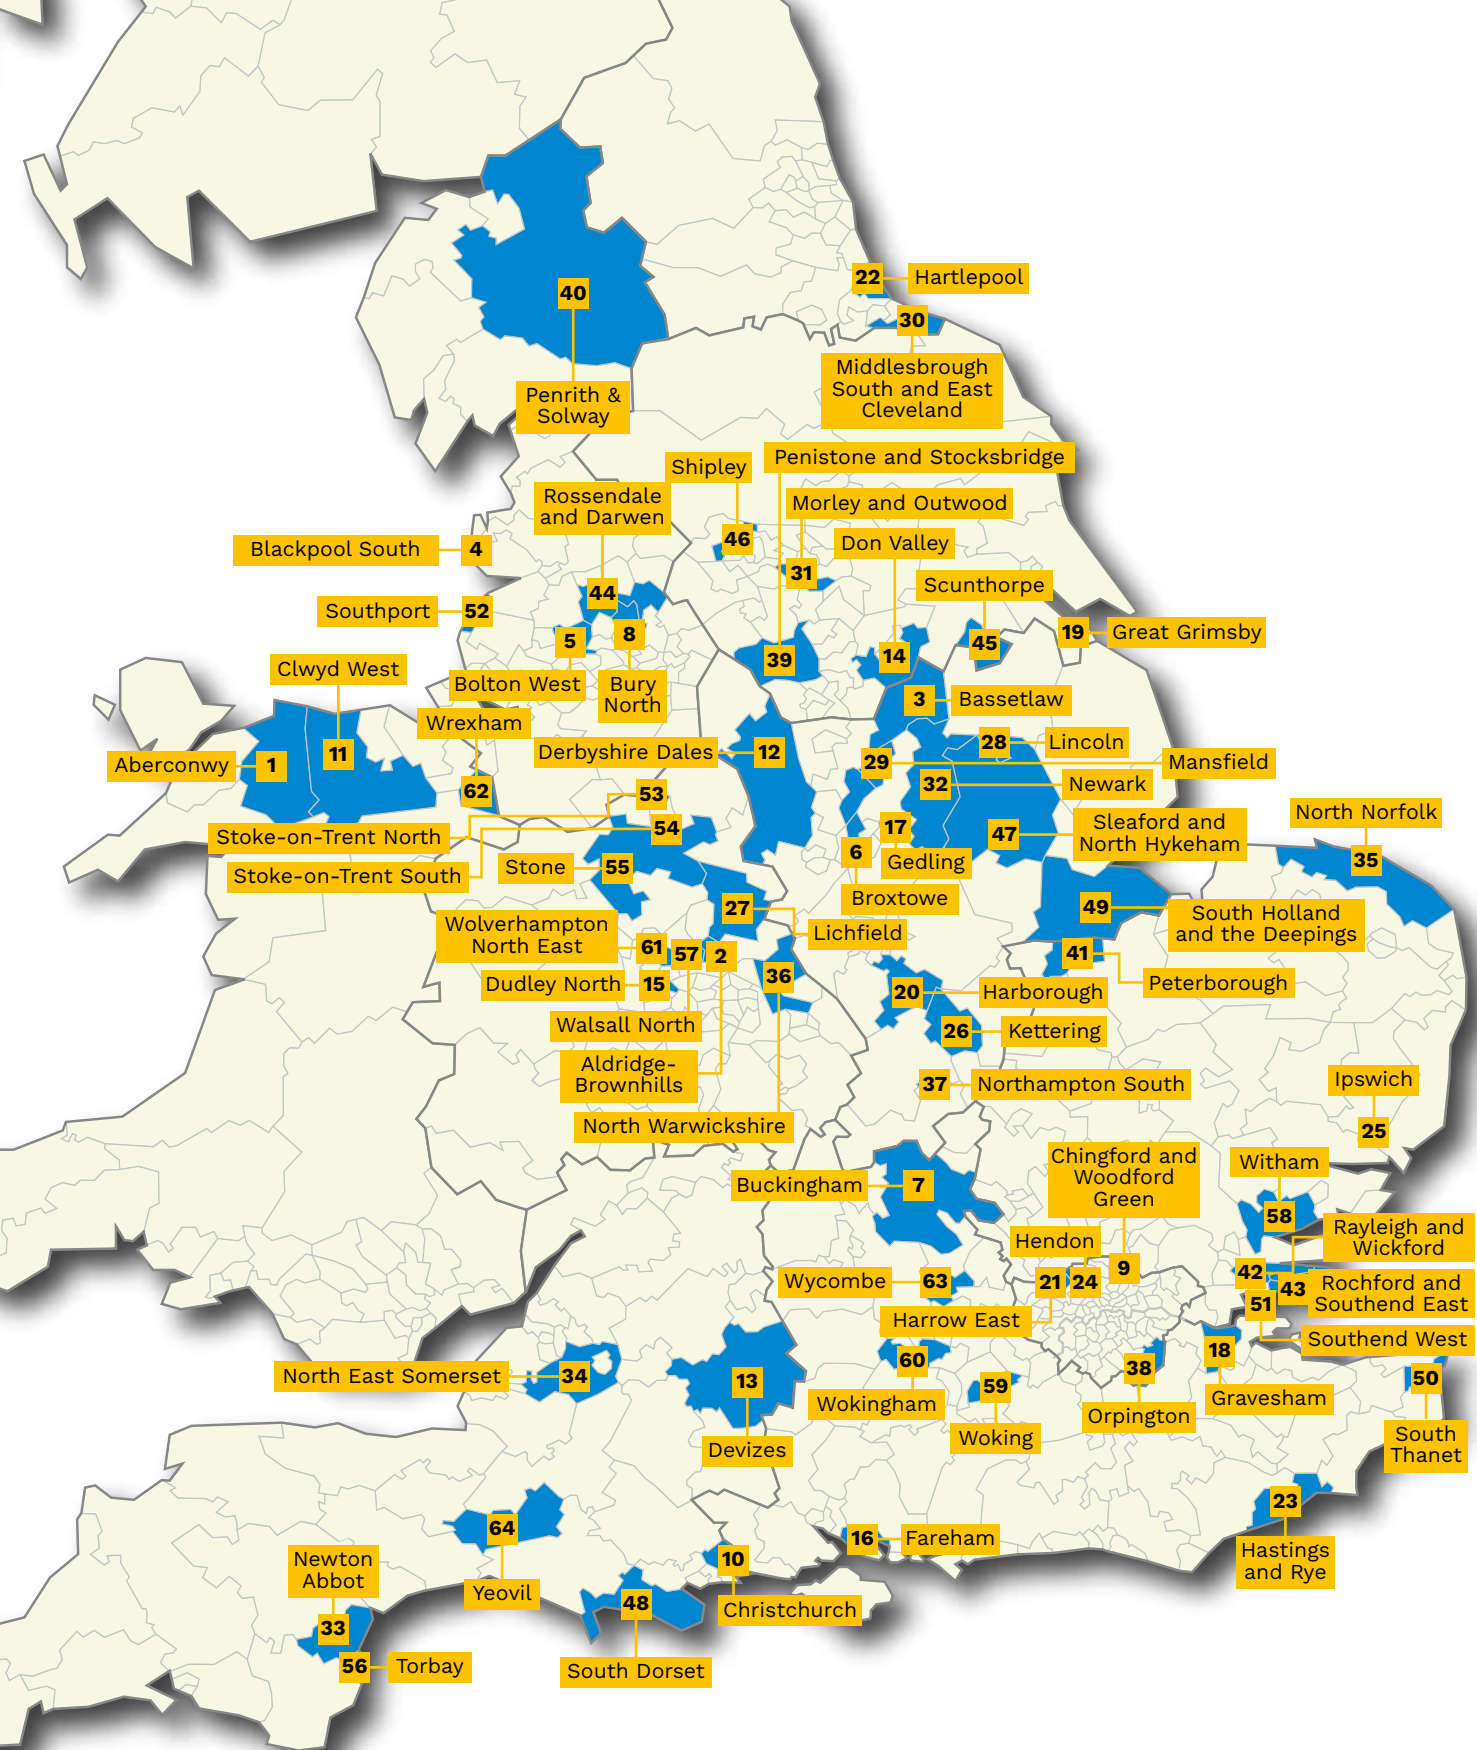 22
Hartlepool
40
30
Middlesbrough
South and East
Cleveland
Penrith &
Solway
Shipley
Penistone and Stocksbridge
Rossendale
and Darwen
Morley and Outwood
Blackpool South
4
46
Don Valley
31
Scunthorpe
44
Southport
52
5
8
39
14
45
19
Great Grimsby
Clwyd West
Bolton West
Bury
North
3
Bassetlaw
Wrexham
Aberconwy
1
11
Derbyshire Dales
12
28
Lincoln
29
Mansfield
62
53
32
Newark
North Norfolk
Stoke-on-Trent North
54
17
47
Sleaford and
North Hykeham
Stoke-on-Trent South
Stone
55
6
Gedling
35
Broxtowe
27
49
South Holland
and the Deepings
Wolverhampton
North East
61
57
2
Lichfield
41
Dudley North
15
36
20
Harborough
Peterborough
Walsall North
26
Kettering
Aldridge-
Brownhills
37
Northampton South
Ipswich
North Warwickshire
25
Buckingham
7
Chingford and
Woodford
Green
Witham
58
Rayleigh and
Wickford
Hendon
Wycombe
63
21
24
9
42
43
Rochford and
Southend East
Harrow East
51
Southend West
North East Somerset
34
13
60
59
38
18
50
Wokingham
Gravesham
Orpington
Devizes
Woking
South
Thanet
64
23
16
Fareham
Newton
Abbot
10
Hastings
and Rye
Yeovil
48
Christchurch
33
56
Torbay
South Dorset